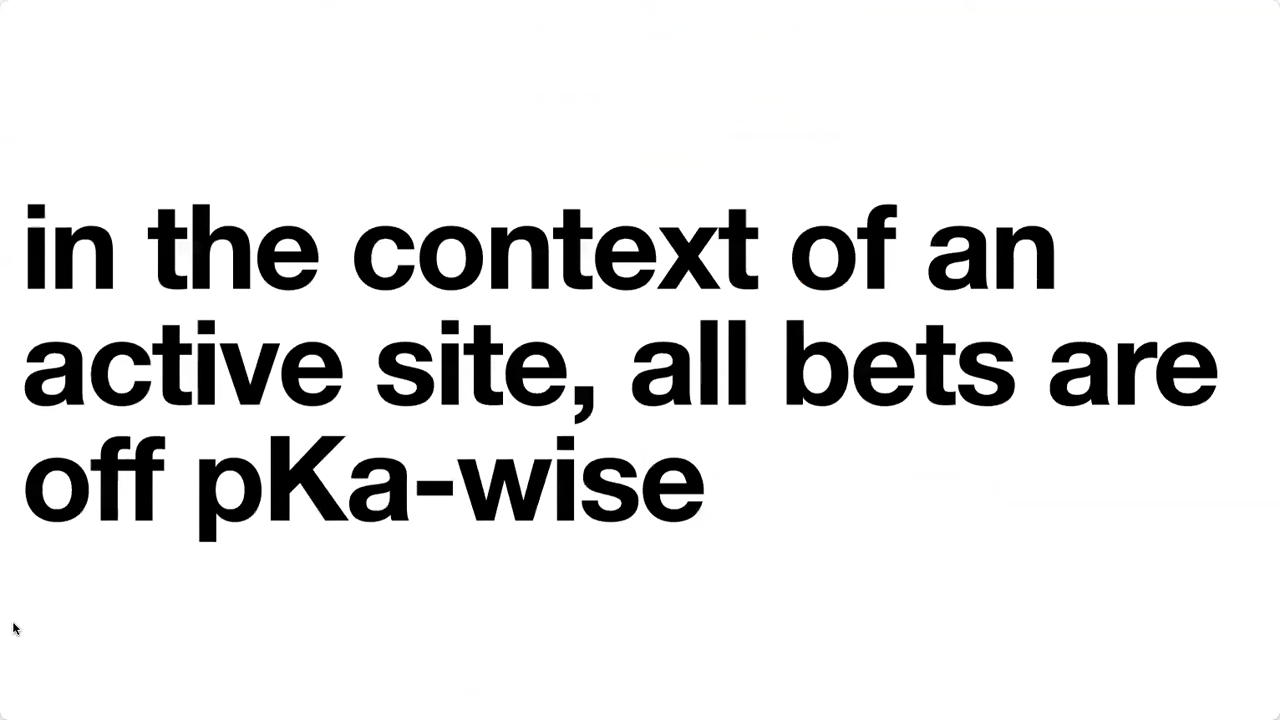 in the context of an
active site, all bets are
off pKa-wise